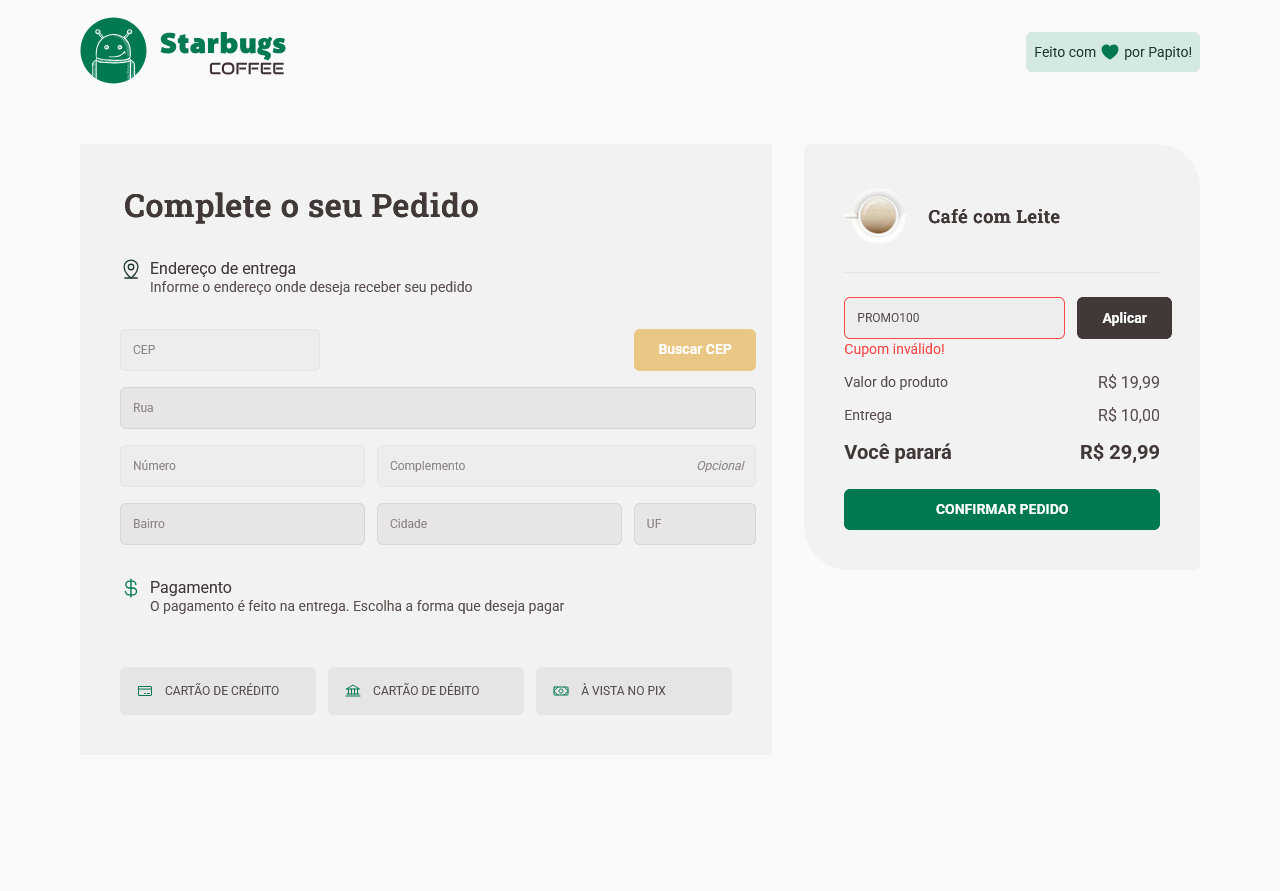 Starbugs
COFFEE
Feito com por Papito!
Complete o seu Pedido
Endereço de entrega
Informe o endereço onde deseja receber seu pedido
CEP
Buscar CEP
Rua
Número
Complemento
Opcional
Bairro
Cidade
UF
Pagamento
O pagamento é feito na entrega. Escolha a forma que deseja pagar
CARTÃO DE CRÉDITO
CARTÃO DE DÉBITO
À VISTA NO PIX
Café com Leite
PROMO100
Aplicar
Cupom inválido!
Valor do produto R$ 19,99
Entrega R$ 10,00
Você parará R$ 29,99
CONFIRMAR PEDIDO